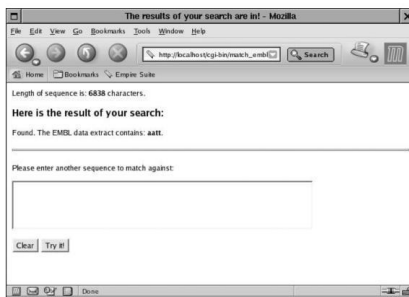 The results of your search are in! - Mozilla
File Edit View Go Bookmarks Tools Window Help
http://localhost/cgi-bin/match_embl
Search
Home Bookmarks Empire Suite
Length of sequence is: 6838 characters.
Here is the result of your search:
Found. The EMBL data extract contains: aatt.
Please enter another sequence to match against:
Clear Try it!
Done